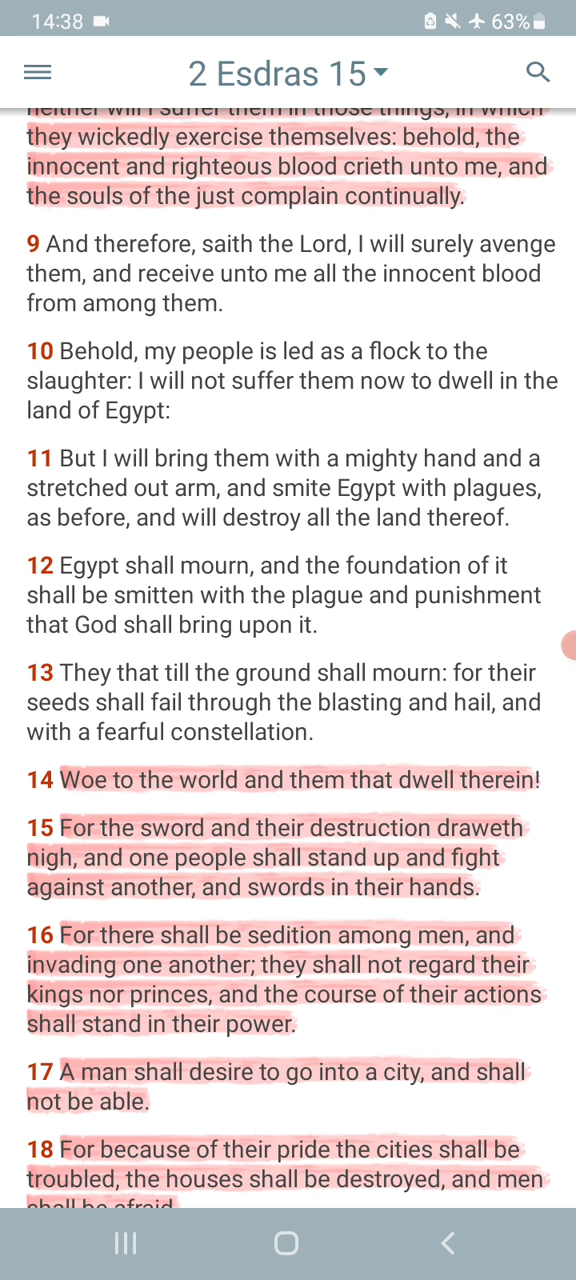 14:38 63%
2 Esdras 15
neither will I suffer them in those things, in which
they wickedly exercise themselves: behold, the
innocent and righteous blood crieth unto me, and
the souls of the just complain continually.
9 And therefore, saith the Lord, I will surely avenge
them, and receive unto me all the innocent blood
from among them.
10 Behold, my people is led as a flock to the
slaughter: I will not suffer them now to dwell in the
land of Egypt:
11 But I will bring them with a mighty hand and a
stretched out arm, and smite Egypt with plagues,
as before, and will destroy all the land thereof.
12 Egypt shall mourn, and the foundation of it
shall be smitten with the plague and punishment
that God shall bring upon it.
13 They that till the ground shall mourn: for their
seeds shall fail through the blasting and hail, and
with a fearful constellation.
14 Woe to the world and them that dwell therein!
15 For the sword and their destruction draweth
nigh, and one people shall stand up and fight
against another, and swords in their hands.
16 For there shall be sedition among men, and
invading one another; they shall not regard their
kings nor princes, and the course of their actions
shall stand in their power.
17 A man shall desire to go into a city, and shall
not be able.
18 For because of their pride the cities shall be
troubled, the houses shall be destroyed, and men
shall be afraid